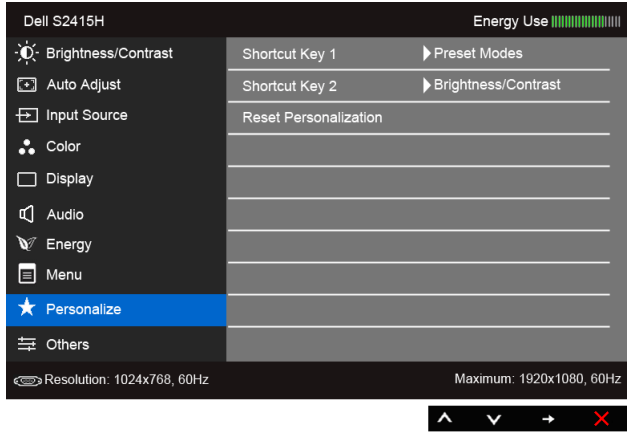 Dell S2415H Energy Use
Brightness/Contrast Shortcut Key 1 Preset Modes
Auto Adjust Shortcut Key 2 Brightness/Contrast
Input Source Reset Personalization
Color
Display
Audio
Energy
Menu
Personalize
Others
Resolution: 1024x768, 60Hz Maximum: 1920x1080, 60Hz